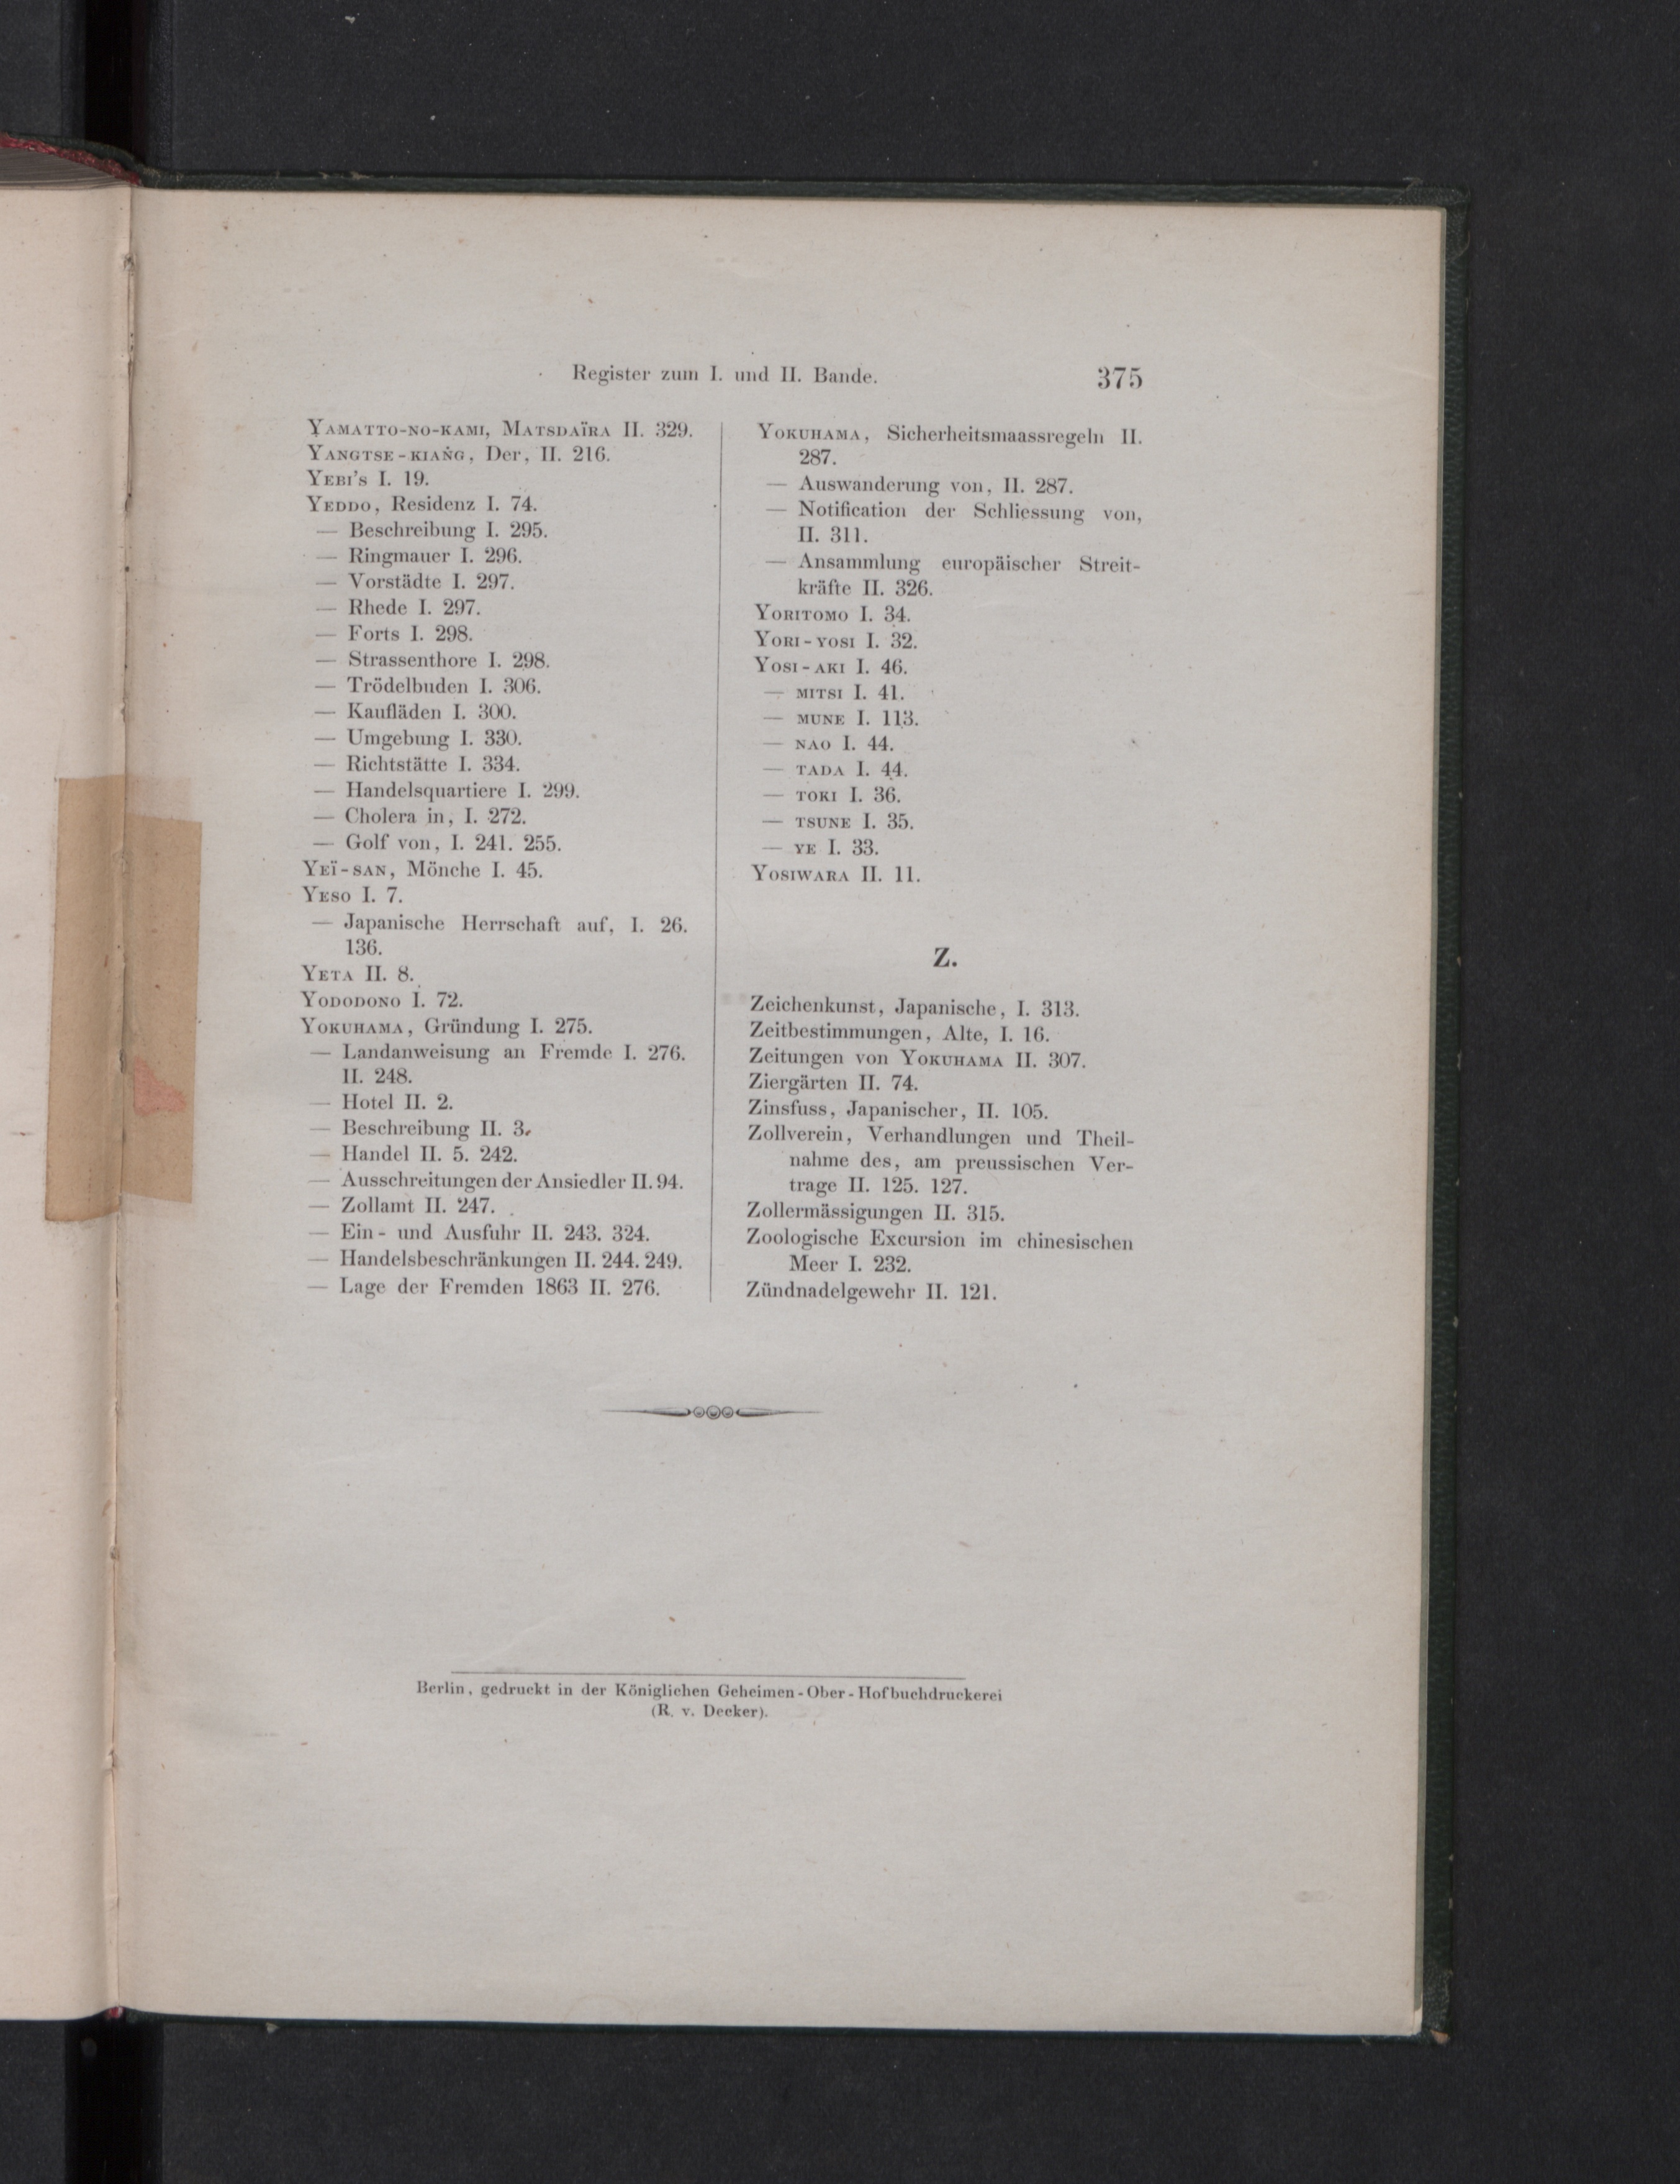 Register zum I. und II. Bande.
375
YAMATTO-NO-KAMI, MATSDAÏRA II. 329.
YANGTSE-KIAṄG, Der, II. 216.
YEBI'S I. 19.
YEDDO, Residenz I. 74.
— Beschreibung I. 295.
— Ringmauer I. 296.
— Vorstädte I. 297.
— Rhede I. 297.
— Forts I. 298.
— Strassenthore I. 298.
— Trödelbuden I. 306.
— Kaufläden I. 300.
— Umgebung I. 330.
— Richtstätte I. 334.
— Handelsquartiere I. 299.
— Cholera in, I. 272.
— Golf von, I. 241. 255.
YEÏ-SAN, Mönche I. 45.
YESO I. 7.
— Japanische Herrschaft auf, I. 26.
136.
YETA II. 8.
YODODONO I. 72.
YOKUHAMA, Gründung I. 275.
— Landanweisung an Fremde I. 276.
II. 248.
— Hotel II. 2.
— Beschreibung II. 3.
— Handel II. 5. 242.
— Ausschreitungen der Ansiedler II. 94.
— Zollamt II. 247.
— Ein- und Ausfuhr II. 243. 324.
— Handelsbeschränkungen II. 244. 249.
— Lage der Fremden 1863 II. 276.
YOKUHAMA, Sicherheitsmaassregeln II.
287.
— Auswanderung von, II. 287.
— Notification der Schliessung von,
II. 311.
— Ansammlung europäischer Streit-
kräfte II. 326.
YORITOMO I. 34.
YORI-YOSI I. 32.
YOSI-AKI I. 46.
— MITSI I. 41.
— MUNE I. 113.
— NAO I. 44.
— TADA I. 44.
— TOKI I. 36.
— TSUNE I. 35.
— YE I. 33.
YOSIWARA II. 11.
Z.
Zeichenkunst, Japanische, I. 313.
Zeitbestimmungen, Alte, I. 16.
Zeitungen von YOKUHAMA II. 307.
Ziergärten II. 74.
Zinsfuss, Japanischer, II. 105.
Zollverein, Verhandlungen und Theil-
nahme des, am preussischen Ver-
trage II. 125. 127.
Zollermässigungen II. 315.
Zoologische Excursion im chinesischen
Meer I. 232.
Zündnadelgewehr II. 121.
Berlin, gedruckt in der Königlichen Geheimen-Ober-Hofbuchdruckerei
(R. v. Decker).